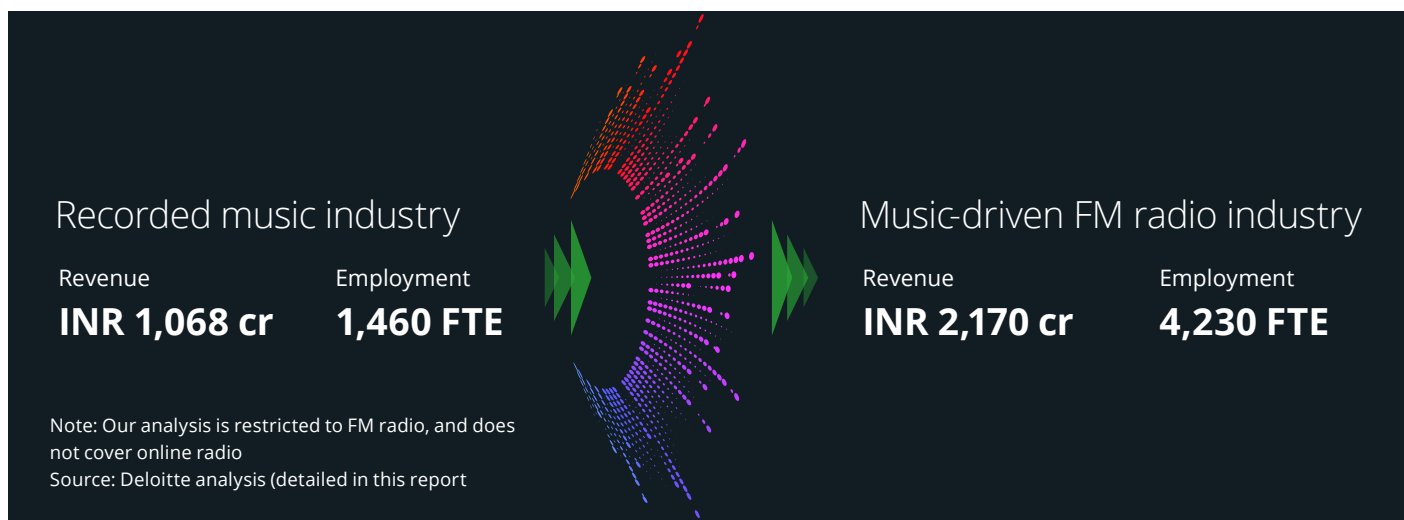 Recorded music industry
Revenue
INR 1,068 cr
Employment
1,460 FTE
Music-driven FM radio industry
Revenue
INR 2,170 cr
Employment
4,230 FTE
Note: Our analysis is restricted to FM radio, and does
not cover online radio
Source: Deloitte analysis (detailed in this report